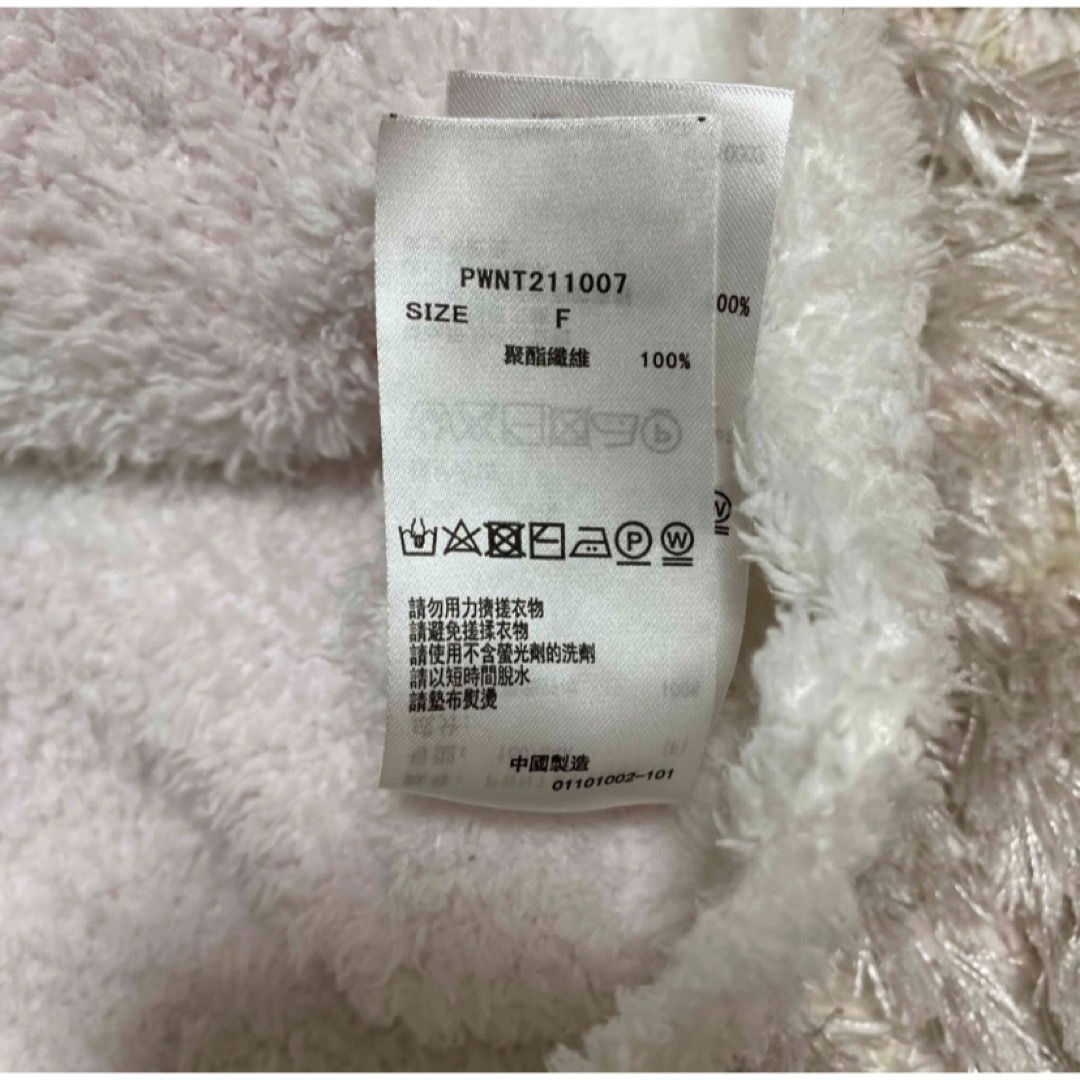 PWNT211007
SIZE F
聚酯纖維 100%
00%
P W
請勿用力擠搓衣物
請避免搓揉衣物
請使用不含螢光劑的洗劑
請以短時間脫水
請墊布熨燙
中國製造
01101002-101